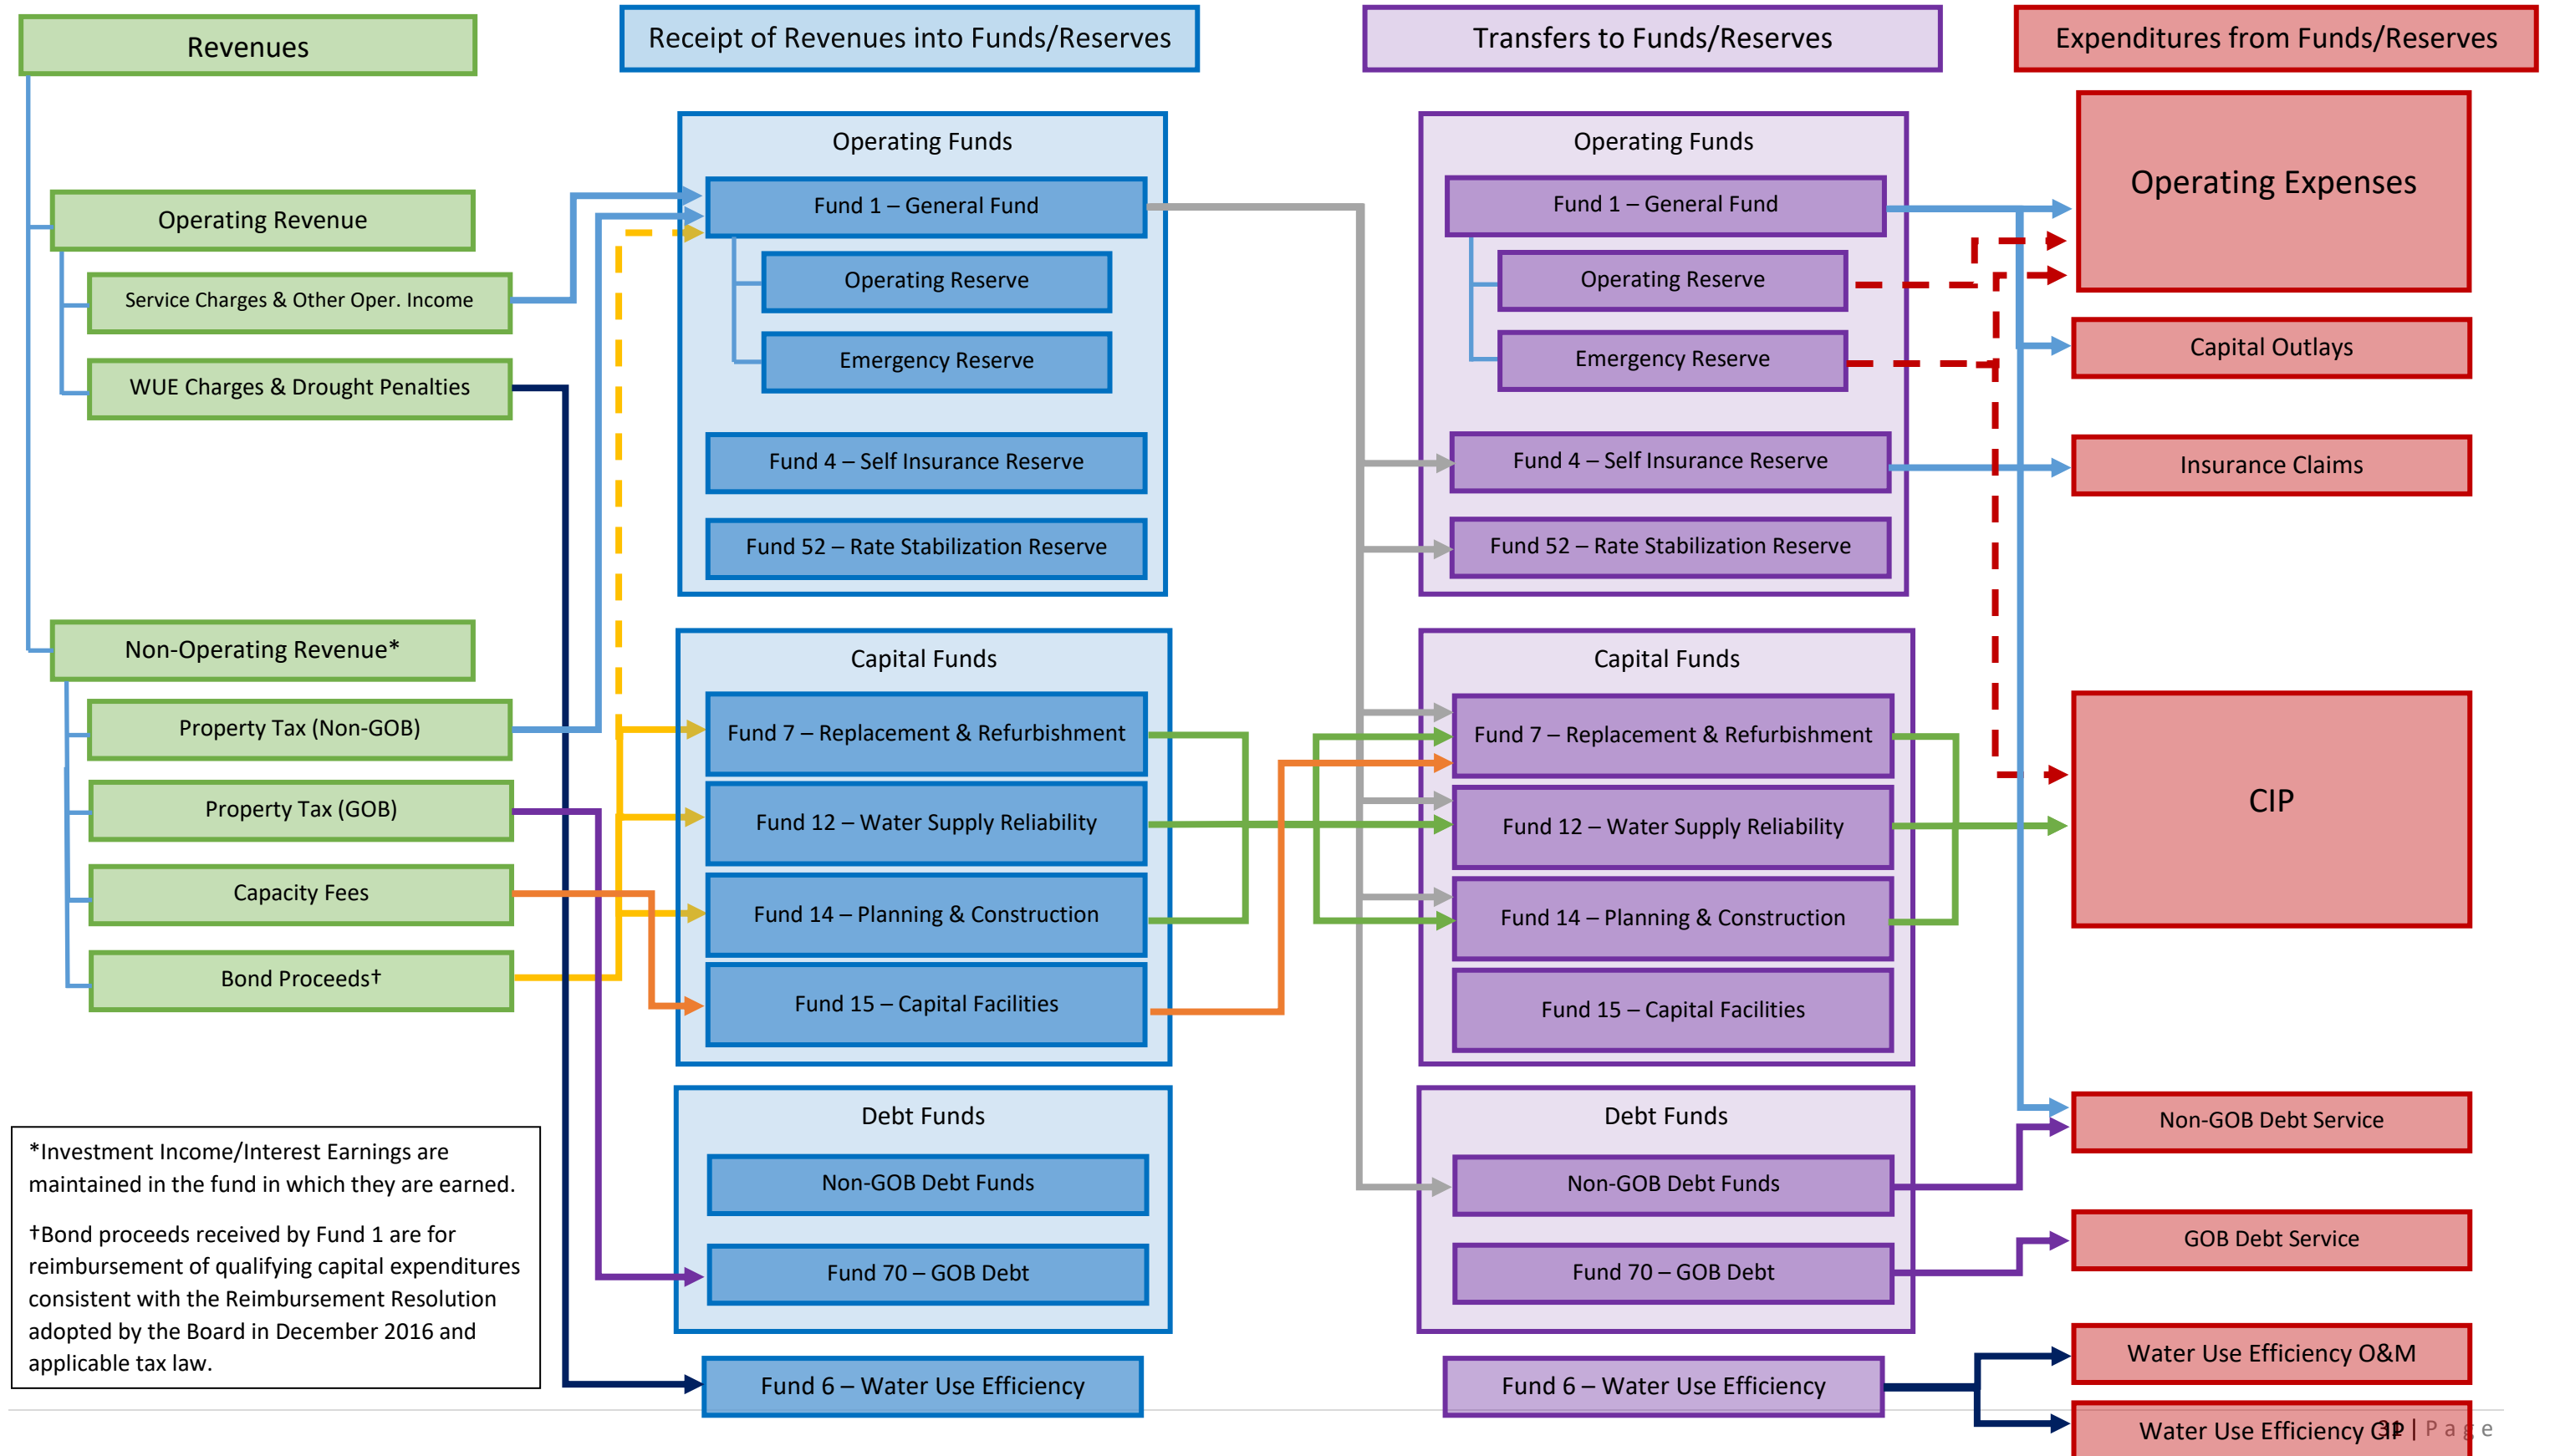 Revenues
Receipt of Revenues into Funds/Reserves
Transfers to Funds/Reserves
Expenditures from Funds/Reserves
Operating Revenue
Service Charges & Other Oper. Income
WUE Charges & Drought Penalties
Non-Operating Revenue*
Property Tax (Non-GOB)
Property Tax (GOB)
Capacity Fees
Bond Proceeds†
*Investment Income/Interest Earnings are
maintained in the fund in which they are earned.
†Bond proceeds received by Fund 1 are for
reimbursement of qualifying capital expenditures
consistent with the Reimbursement Resolution
adopted by the Board in December 2016 and
applicable tax law.
Operating Funds
Fund 1 – General Fund
Operating Reserve
Emergency Reserve
Fund 4 – Self Insurance Reserve
Fund 52 – Rate Stabilization Reserve
Capital Funds
Fund 7 – Replacement & Refurbishment
Fund 12 – Water Supply Reliability
Fund 14 – Planning & Construction
Fund 15 – Capital Facilities
Debt Funds
Non-GOB Debt Funds
Fund 70 – GOB Debt
Fund 6 – Water Use Efficiency
Operating Funds
Fund 1 – General Fund
Operating Reserve
Emergency Reserve
Fund 4 – Self Insurance Reserve
Fund 52 – Rate Stabilization Reserve
Capital Funds
Fund 7 – Replacement & Refurbishment
Fund 12 – Water Supply Reliability
Fund 14 – Planning & Construction
Fund 15 – Capital Facilities
Debt Funds
Non-GOB Debt Funds
Fund 70 – GOB Debt
Fund 6 – Water Use Efficiency
Operating Expenses
Capital Outlays
Insurance Claims
CIP
Non-GOB Debt Service
GOB Debt Service
Water Use Efficiency O&M
Water Use Efficiency CIP
31 | Page